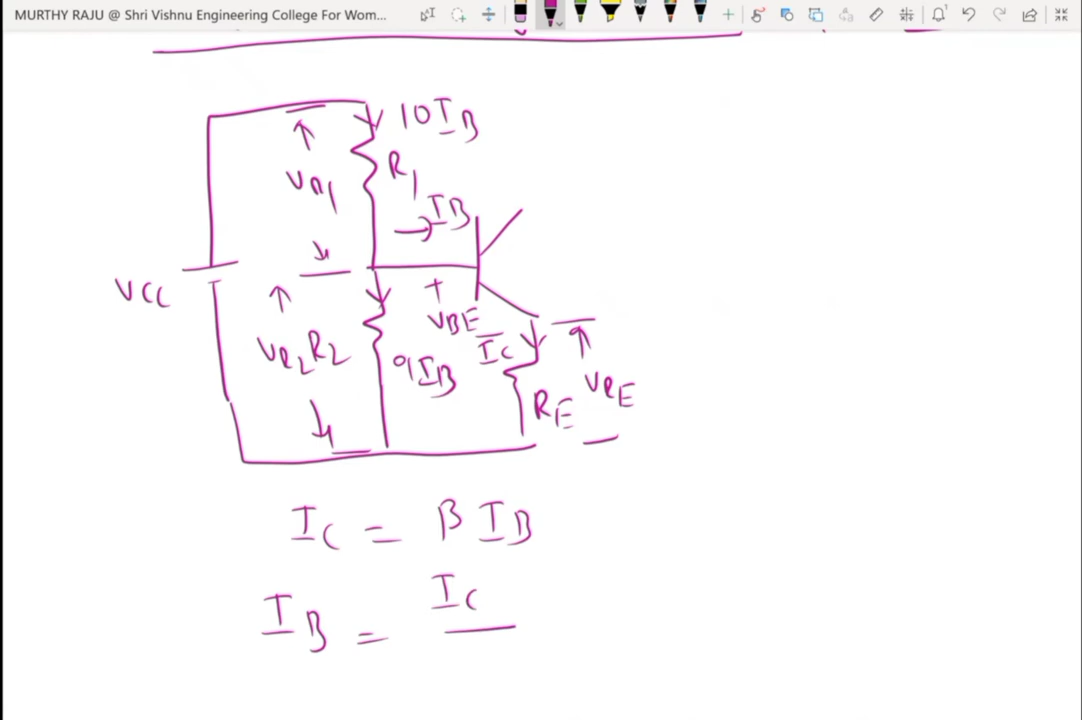 MURTHY RAJU @ Shri Vishnu Engineering College For Wom...
10IB
R1
VR1
IB
VCC
VBE
VR2 R2
9IB
IC
RE
VRE
IC = β IB
IB = IC